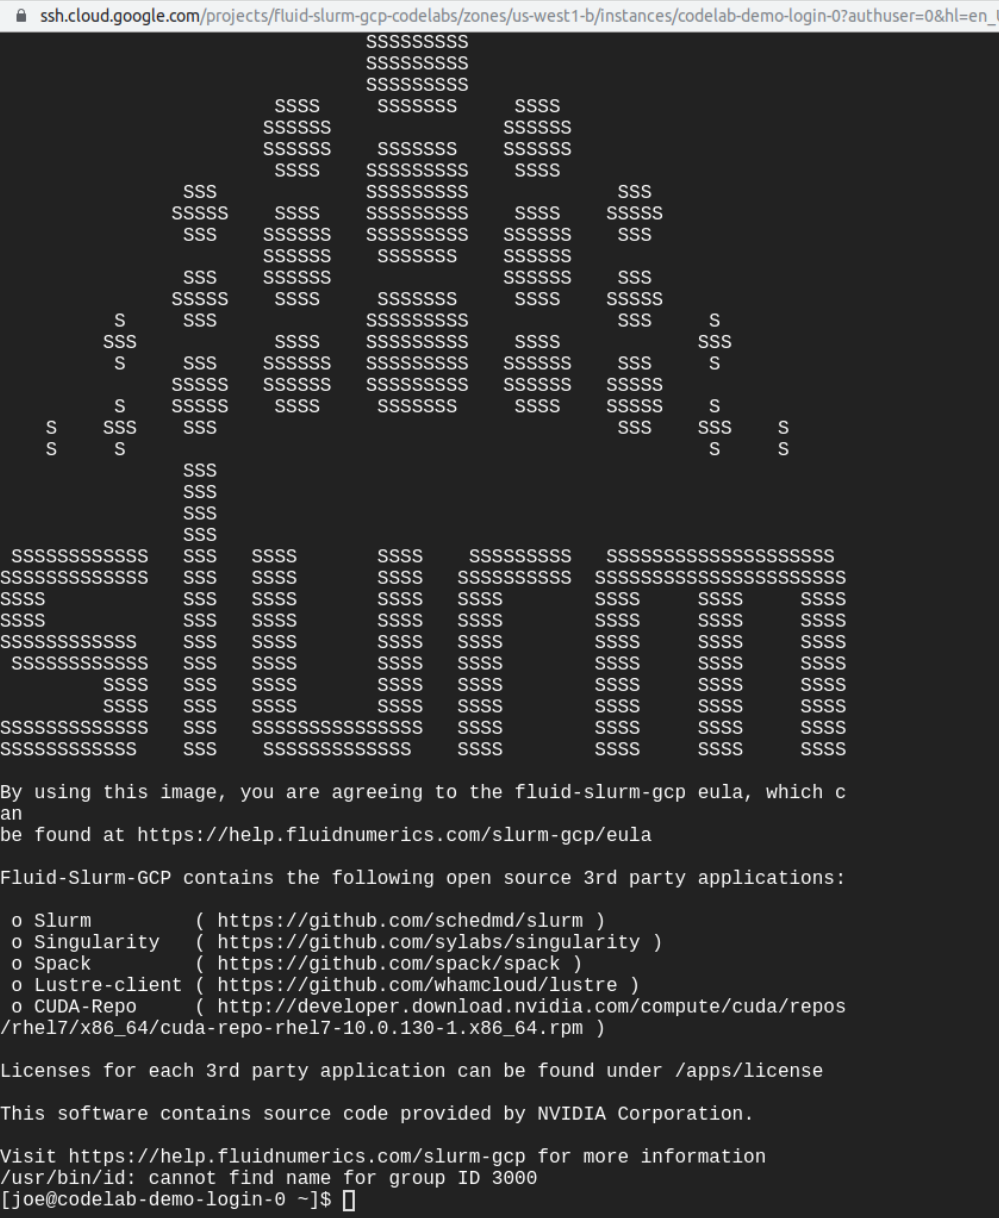 ssh.cloud.google.com/projects/fluid-slurm-gcp-codelabs/zones/us-west1-b/instances/codelab-demo-login-0?authuser=0&hl=en_
                                SSSSSSSSS
                                SSSSSSSSS
                                SSSSSSSSS
                        SSSS     SSSSSSS     SSSS
                       SSSSSS               SSSSSS
                       SSSSSS    SSSSSSS    SSSSSS
                        SSSS    SSSSSSSSS    SSSS
                SSS             SSSSSSSSS             SSS
               SSSSS    SSSS    SSSSSSSSS    SSSS    SSSSS
                SSS    SSSSSS   SSSSSSSSS   SSSSSS    SSS
                       SSSSSS    SSSSSSS    SSSSSS
                SSS    SSSSSS               SSSSSS    SSS
               SSSSS    SSSS     SSSSSSS     SSSS    SSSSS
          S     SSS             SSSSSSSSS             SSS     S
         SSS            SSSS    SSSSSSSSS    SSSS            SSS
          S     SSS    SSSSSS   SSSSSSSSS   SSSSSS    SSS     S
               SSSSS   SSSSSS   SSSSSSSSS   SSSSSS   SSSSS
          S    SSSSS    SSSS     SSSSSSS     SSSS    SSSSS    S
    S    SSS    SSS                                   SSS    SSS    S
    S     S                                                   S     S
                SSS
                SSS
                SSS
                SSS
 SSSSSSSSSSSS   SSS   SSSS       SSSS    SSSSSSSSS   SSSSSSSSSSSSSSSSSSSS
SSSSSSSSSSSSS   SSS   SSSS       SSSS   SSSSSSSSSS  SSSSSSSSSSSSSSSSSSSSSS
SSSS            SSS   SSSS       SSSS   SSSS        SSSS     SSSS     SSSS
SSSS            SSS   SSSS       SSSS   SSSS        SSSS     SSSS     SSSS
SSSSSSSSSSSS    SSS   SSSS       SSSS   SSSS        SSSS     SSSS     SSSS
 SSSSSSSSSSSS   SSS   SSSS       SSSS   SSSS        SSSS     SSSS     SSSS
         SSSS   SSS   SSSS       SSSS   SSSS        SSSS     SSSS     SSSS
         SSSS   SSS   SSSS       SSSS   SSSS        SSSS     SSSS     SSSS
SSSSSSSSSSSSS   SSS   SSSSSSSSSSSSSSS   SSSS        SSSS     SSSS     SSSS
SSSSSSSSSSSS    SSS    SSSSSSSSSSSSS    SSSS        SSSS     SSSS     SSSS
By using this image, you are agreeing to the fluid-slurm-gcp eula, which c
an
be found at https://help.fluidnumerics.com/slurm-gcp/eula
Fluid-Slurm-GCP contains the following open source 3rd party applications:
 o Slurm         ( https://github.com/schedmd/slurm )
 o Singularity   ( https://github.com/sylabs/singularity )
 o Spack         ( https://github.com/spack/spack )
 o Lustre-client ( https://github.com/whamcloud/lustre )
 o CUDA-Repo     ( http://developer.download.nvidia.com/compute/cuda/repos
/rhel7/x86_64/cuda-repo-rhel7-10.0.130-1.x86_64.rpm )
Licenses for each 3rd party application can be found under /apps/license
This software contains source code provided by NVIDIA Corporation.
Visit https://help.fluidnumerics.com/slurm-gcp for more information
/usr/bin/id: cannot find name for group ID 3000
[joe@codelab-demo-login-0 ~]$